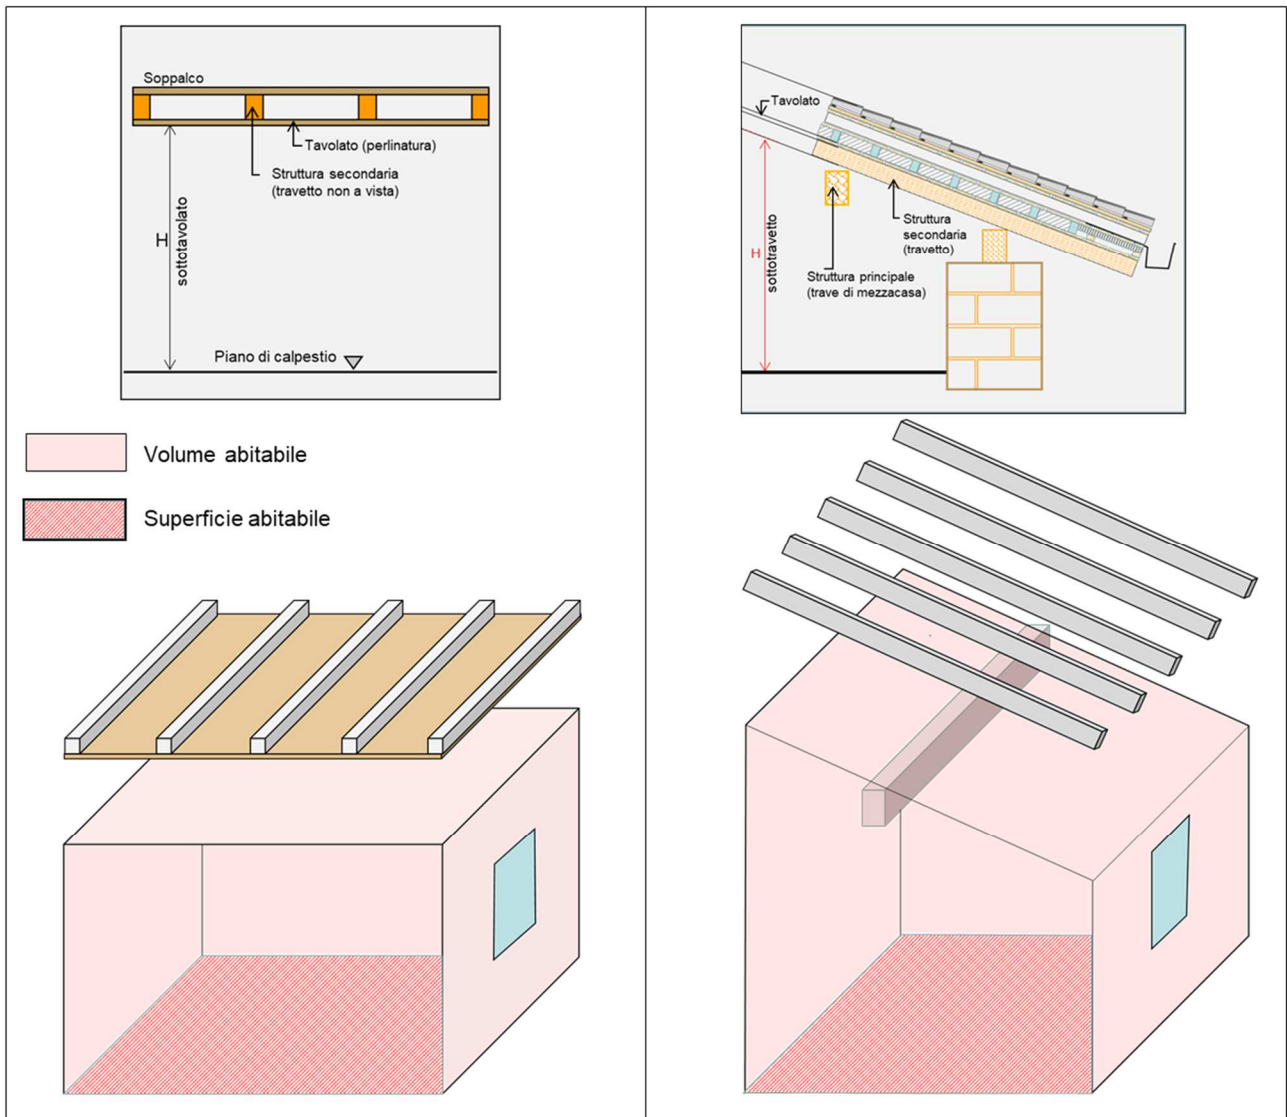 Soppalco
Tavolato (perlinatura)
Struttura secondaria
(travetto non a vista)
H
sottotavolato
Piano di calpestio
Volume abitabile
Superficie abitabile
Tavolato
Struttura
secondaria
(travetto)
Struttura principale
(trave di mezzacasa)
H
sottotravetto